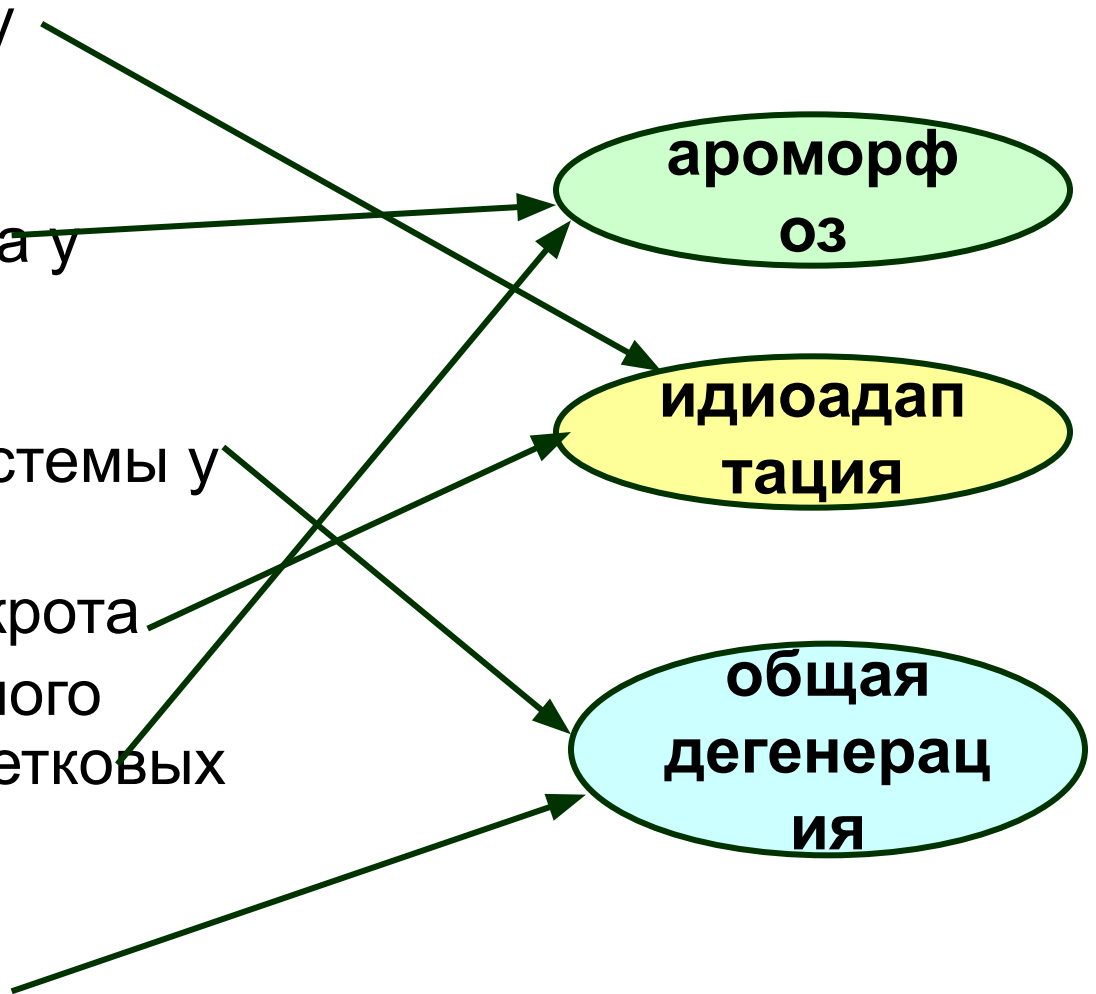 у
а у
стемы у
крота
ного
етковых
ароморф
оз
идиоадап
тация
общая
дегенерац
ия